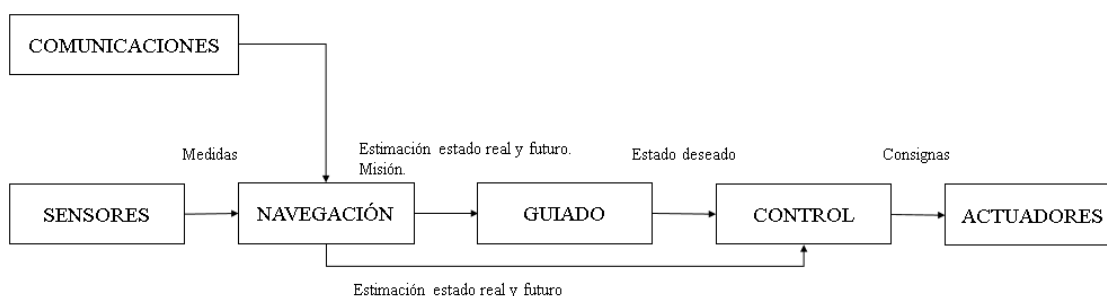 COMUNICACIONES
Medidas
Estimación estado real y futuro.
Misión.
Estado deseado
Consignas
SENSORES
NAVEGACIÓN
GUIADO
CONTROL
ACTUADORES
Estimación estado real y futuro